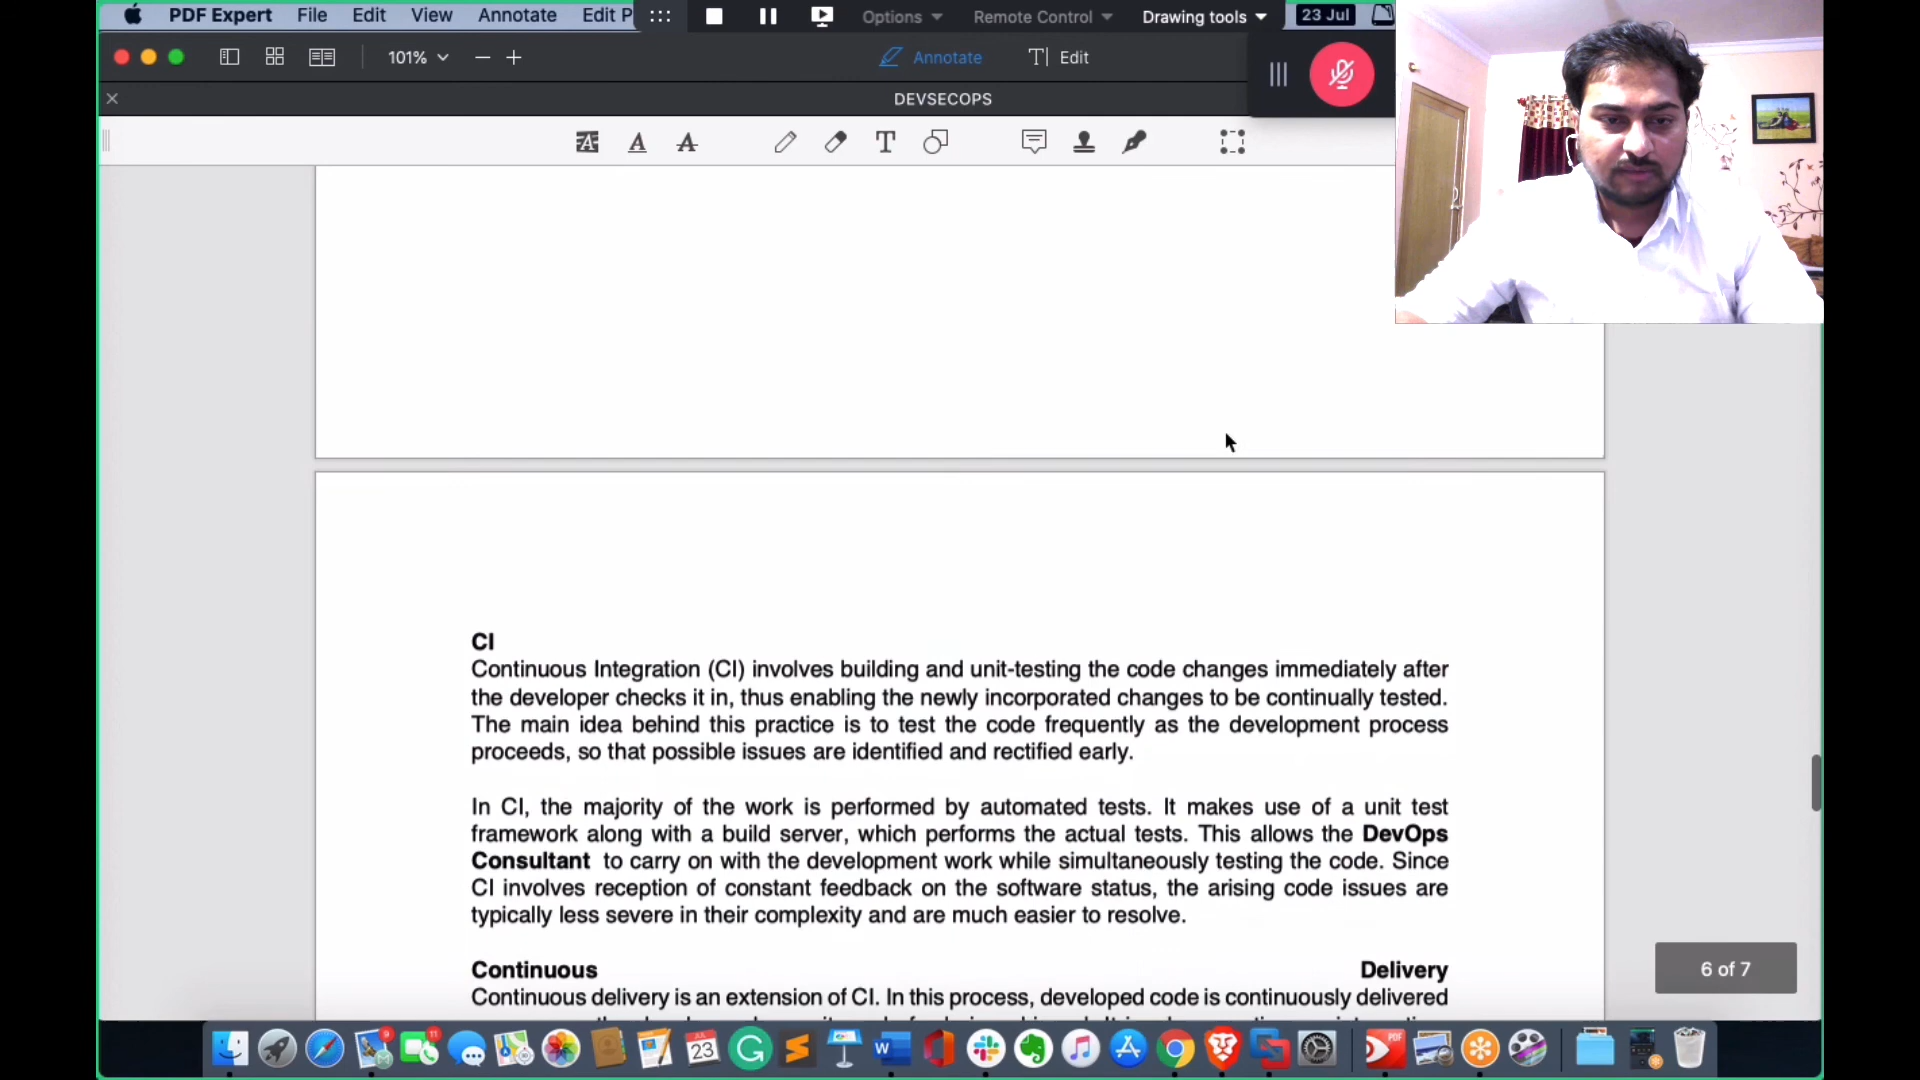 PDF Expert File Edit View Annotate Edit P
Options Remote Control Drawing tools 23 Jul
101% Annotate Edit
DEVSECOPS
CI
Continuous Integration (CI) involves building and unit-testing the code changes immediately after
the developer checks it in, thus enabling the newly incorporated changes to be continually tested.
The main idea behind this practice is to test the code frequently as the development process
proceeds, so that possible issues are identified and rectified early.
In CI, the majority of the work is performed by automated tests. It makes use of a unit test
framework along with a build server, which performs the actual tests. This allows the DevOps
Consultant to carry on with the development work while simultaneously testing the code. Since
CI involves reception of constant feedback on the software status, the arising code issues are
typically less severe in their complexity and are much easier to resolve.
Continuous Delivery
Continuous delivery is an extension of CI. In this process, developed code is continuously delivered
6 of 7
9 11 JUL 23 W PDF